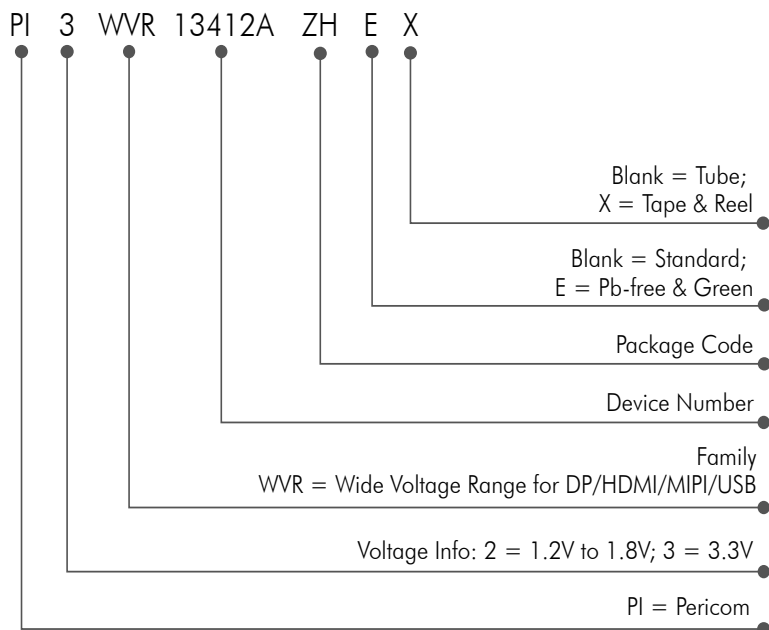 PI 3 WVR 13412A ZH E X
Blank = Tube;
X = Tape & Reel
Blank = Standard;
E = Pb-free & Green
Package Code
Device Number
Family
WVR = Wide Voltage Range for DP/HDMI/MIPI/USB
Voltage Info: 2 = 1.2V to 1.8V; 3 = 3.3V
PI = Pericom